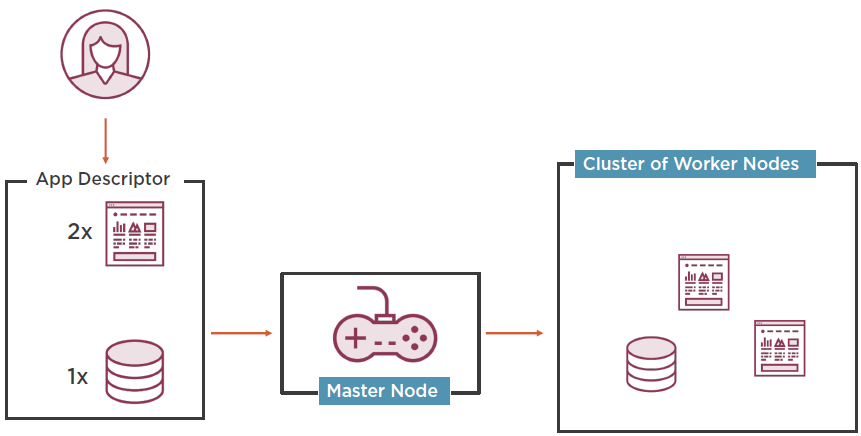 App Descriptor
2x
1x
Master Node
Cluster of Worker Nodes